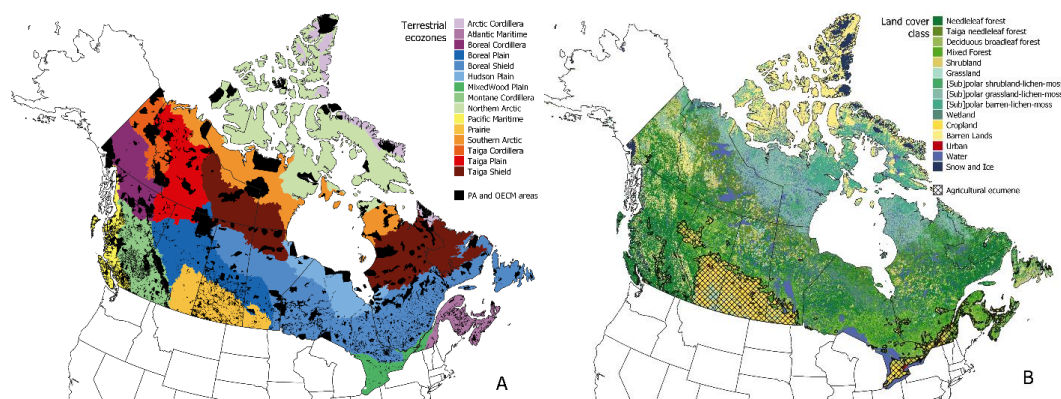 Terrestrial
ecozones
Arctic Cordillera
Atlantic Maritime
Boreal Cordillera
Boreal Plain
Boreal Shield
Hudson Plain
MixedWood Plain
Montane Cordillera
Northern Arctic
Pacific Maritime
Prairie
Southern Arctic
Taiga Cordillera
Taiga Plain
Taiga Shield
PA and OECM areas
A
Land cover
class
Needleleaf forest
Taiga needleleaf forest
Deciduous broadleaf forest
Mixed Forest
Shrubland
Grassland
(Sub)polar shrubland-lichen-moss
(Sub)polar grassland-lichen-moss
(Sub)polar barren-lichen-moss
Wetland
Cropland
Barren Lands
Urban
Water
Snow and Ice
Agricultural ecumene
B